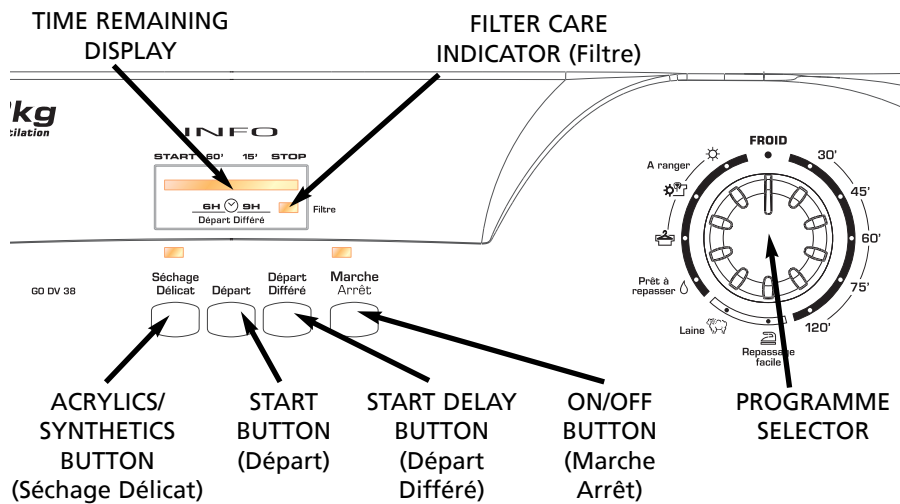 TIME REMAINING
DISPLAY
FILTER CARE
INDICATOR (Filtre)
kg
tilation
INFO
START 60' 15' STOP
6H 9H
Départ Différé
Filtre
FROID
A ranger
30'
45'
60'
75'
120'
2
Prêt à
repasser
Laine
Repassage
facile
GO DV 38
Séchage
Délicat
Départ
Départ
Différé
Marche
Arrêt
ACRYLICS/
SYNTHETICS
BUTTON
(Séchage Délicat)
START
BUTTON
(Départ)
START DELAY
BUTTON
(Départ
Différé)
ON/OFF
BUTTON
(Marche
Arrêt)
PROGRAMME
SELECTOR